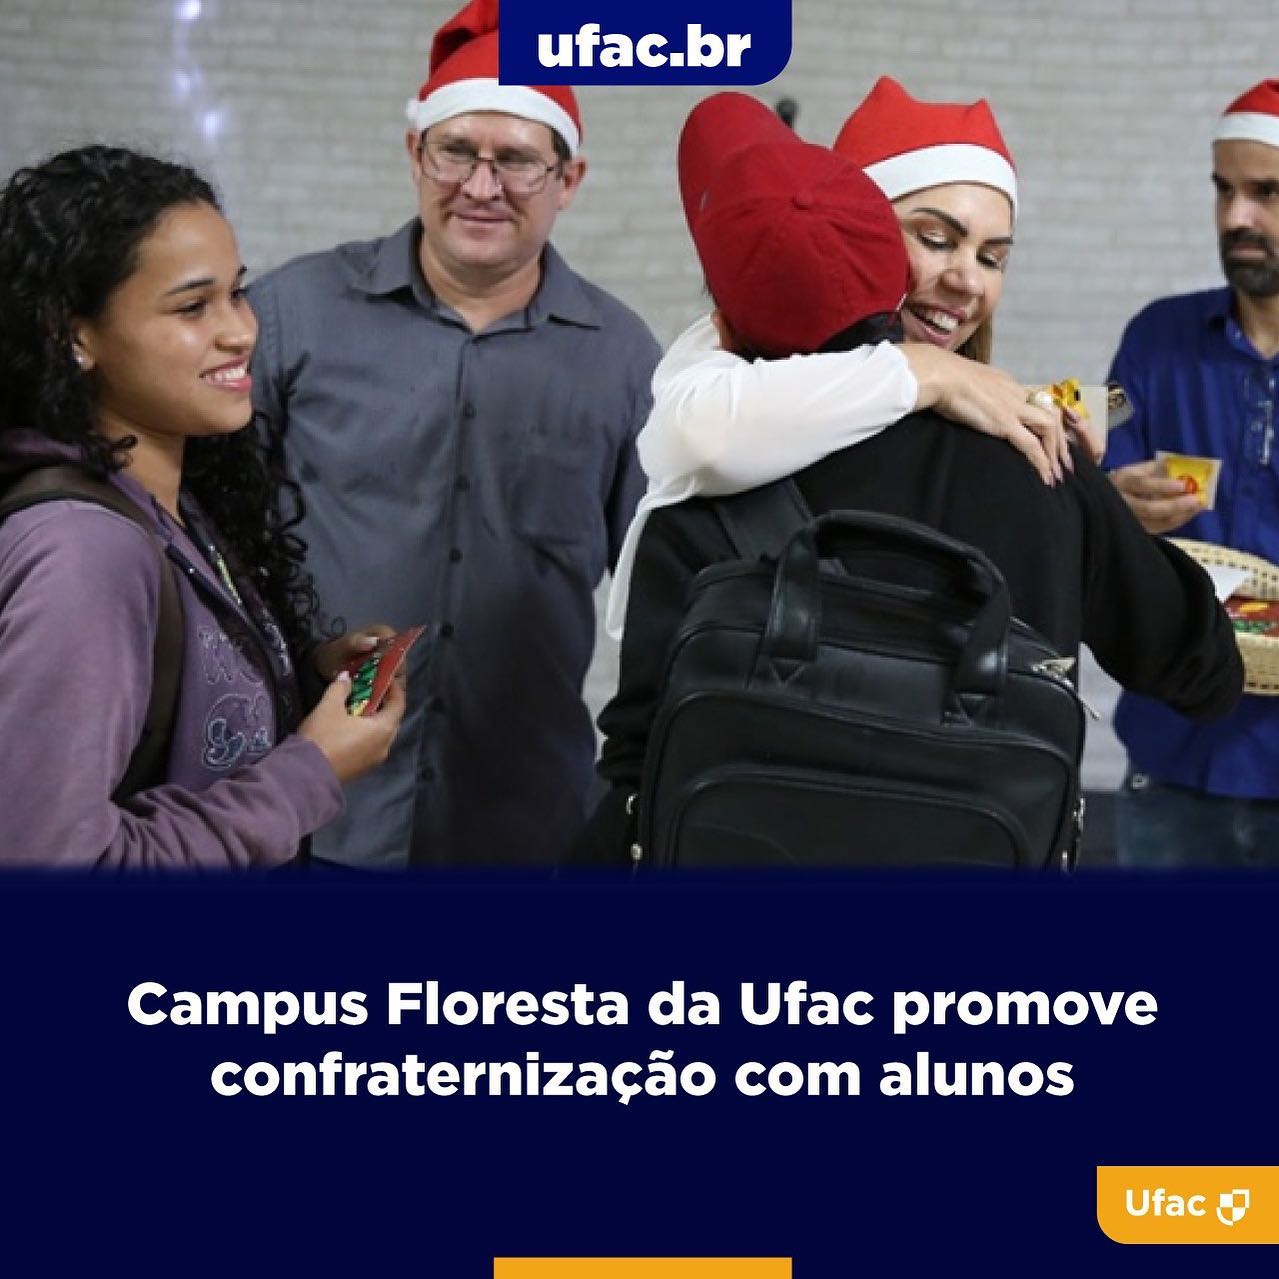 ufac.br
Campus Floresta da Ufac promove
confraternização com alunos
Ufac